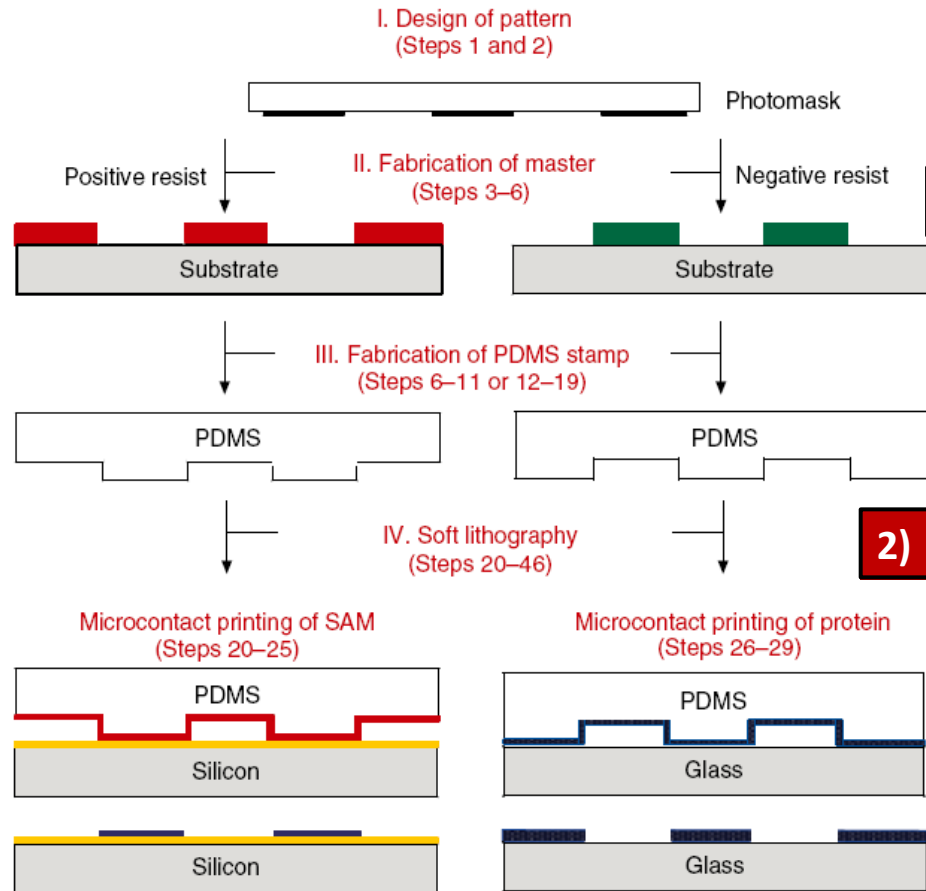 I. Design of pattern
(Steps 1 and 2)
Photomask
Positive resist
II. Fabrication of master
(Steps 3–6)
Negative resist
Substrate
Substrate
III. Fabrication of PDMS stamp
(Steps 6–11 or 12–19)
PDMS
PDMS
IV. Soft lithography
(Steps 20–46)
2)
Microcontact printing of SAM
(Steps 20–25)
Microcontact printing of protein
(Steps 26–29)
PDMS
PDMS
Silicon
Glass
Silicon
Glass